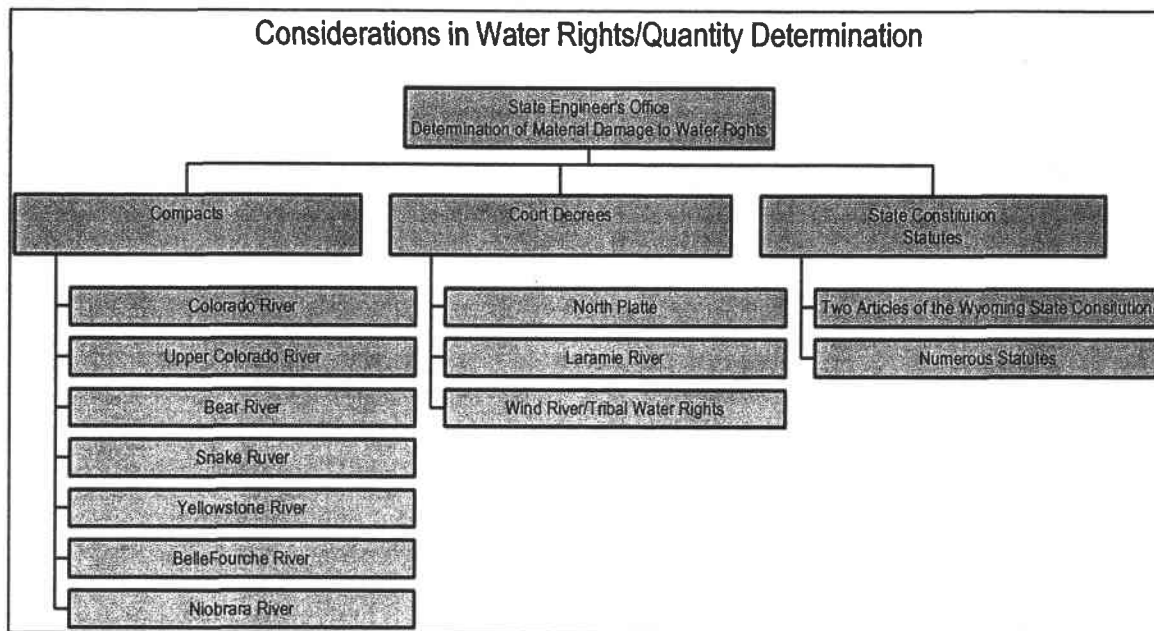 Considerations in Water Rights/Quantity Determination
State Engineer's Office
Determination of Material Damage to Water Rights
Compacts
Colorado River
Upper Colorado River
Bear River
Snake Ruver
Yellowstone River
BelleFourche River
Niobrara River
Court Decrees
North Platte
Laramie River
Wind River/Tribal Water Rights
State Constitution
Statutes
Two Articles of the Wyoming State Consitution
Numerous Statutes